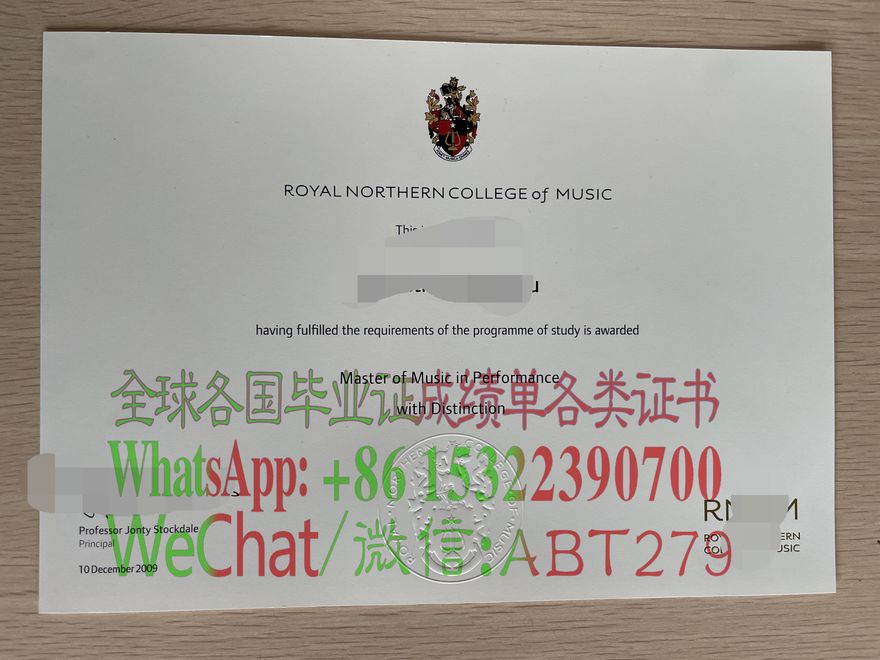 ROYAL NORTHERN COLLEGE of MUSIC
This
u
having fulfilled the requirements of the programme of study is awarded
Master of Music in Performance
全球各国毕业证成绩单各类证书
with Distinction
WhatsApp: +86 15322390700
Professor Jonty Stockdale
Principal
WeChat/微信:ABT279
10 December 2009